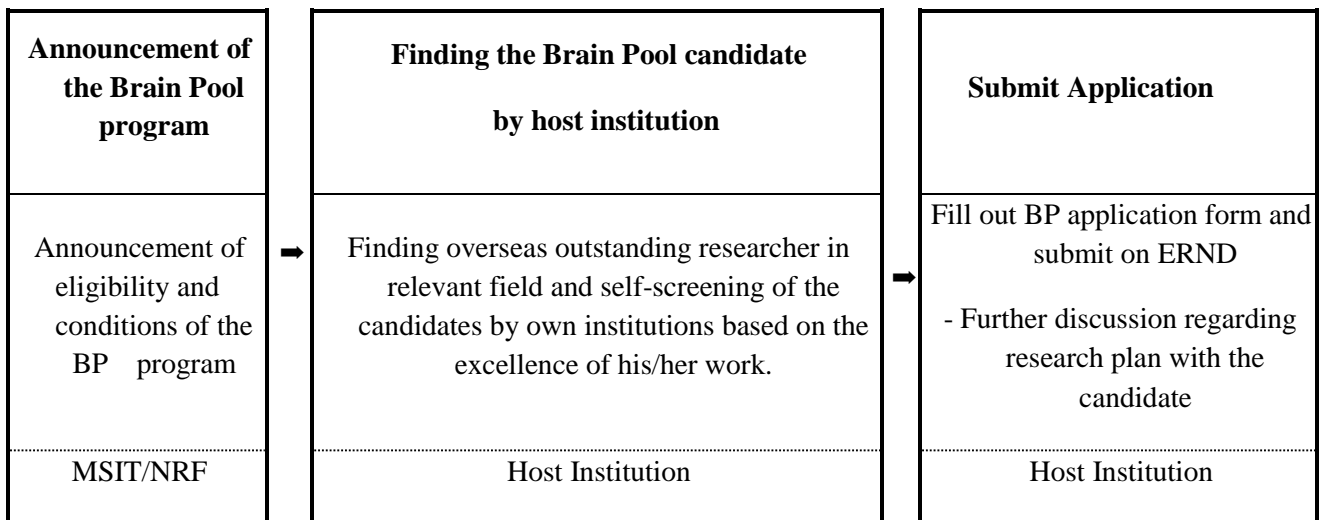 Announcement of
the Brain Pool
program
Announcement of
eligibility and
conditions of the
BP program
MSIT/NRF
➡
Finding the Brain Pool candidate
by host institution
Finding overseas outstanding researcher in
relevant field and self-screening of the
candidates by own institutions based on the
excellence of his/her work.
Host Institution
➡
Submit Application
Fill out BP application form and
submit on ERND
- Further discussion regarding
research plan with the
candidate
Host Institution